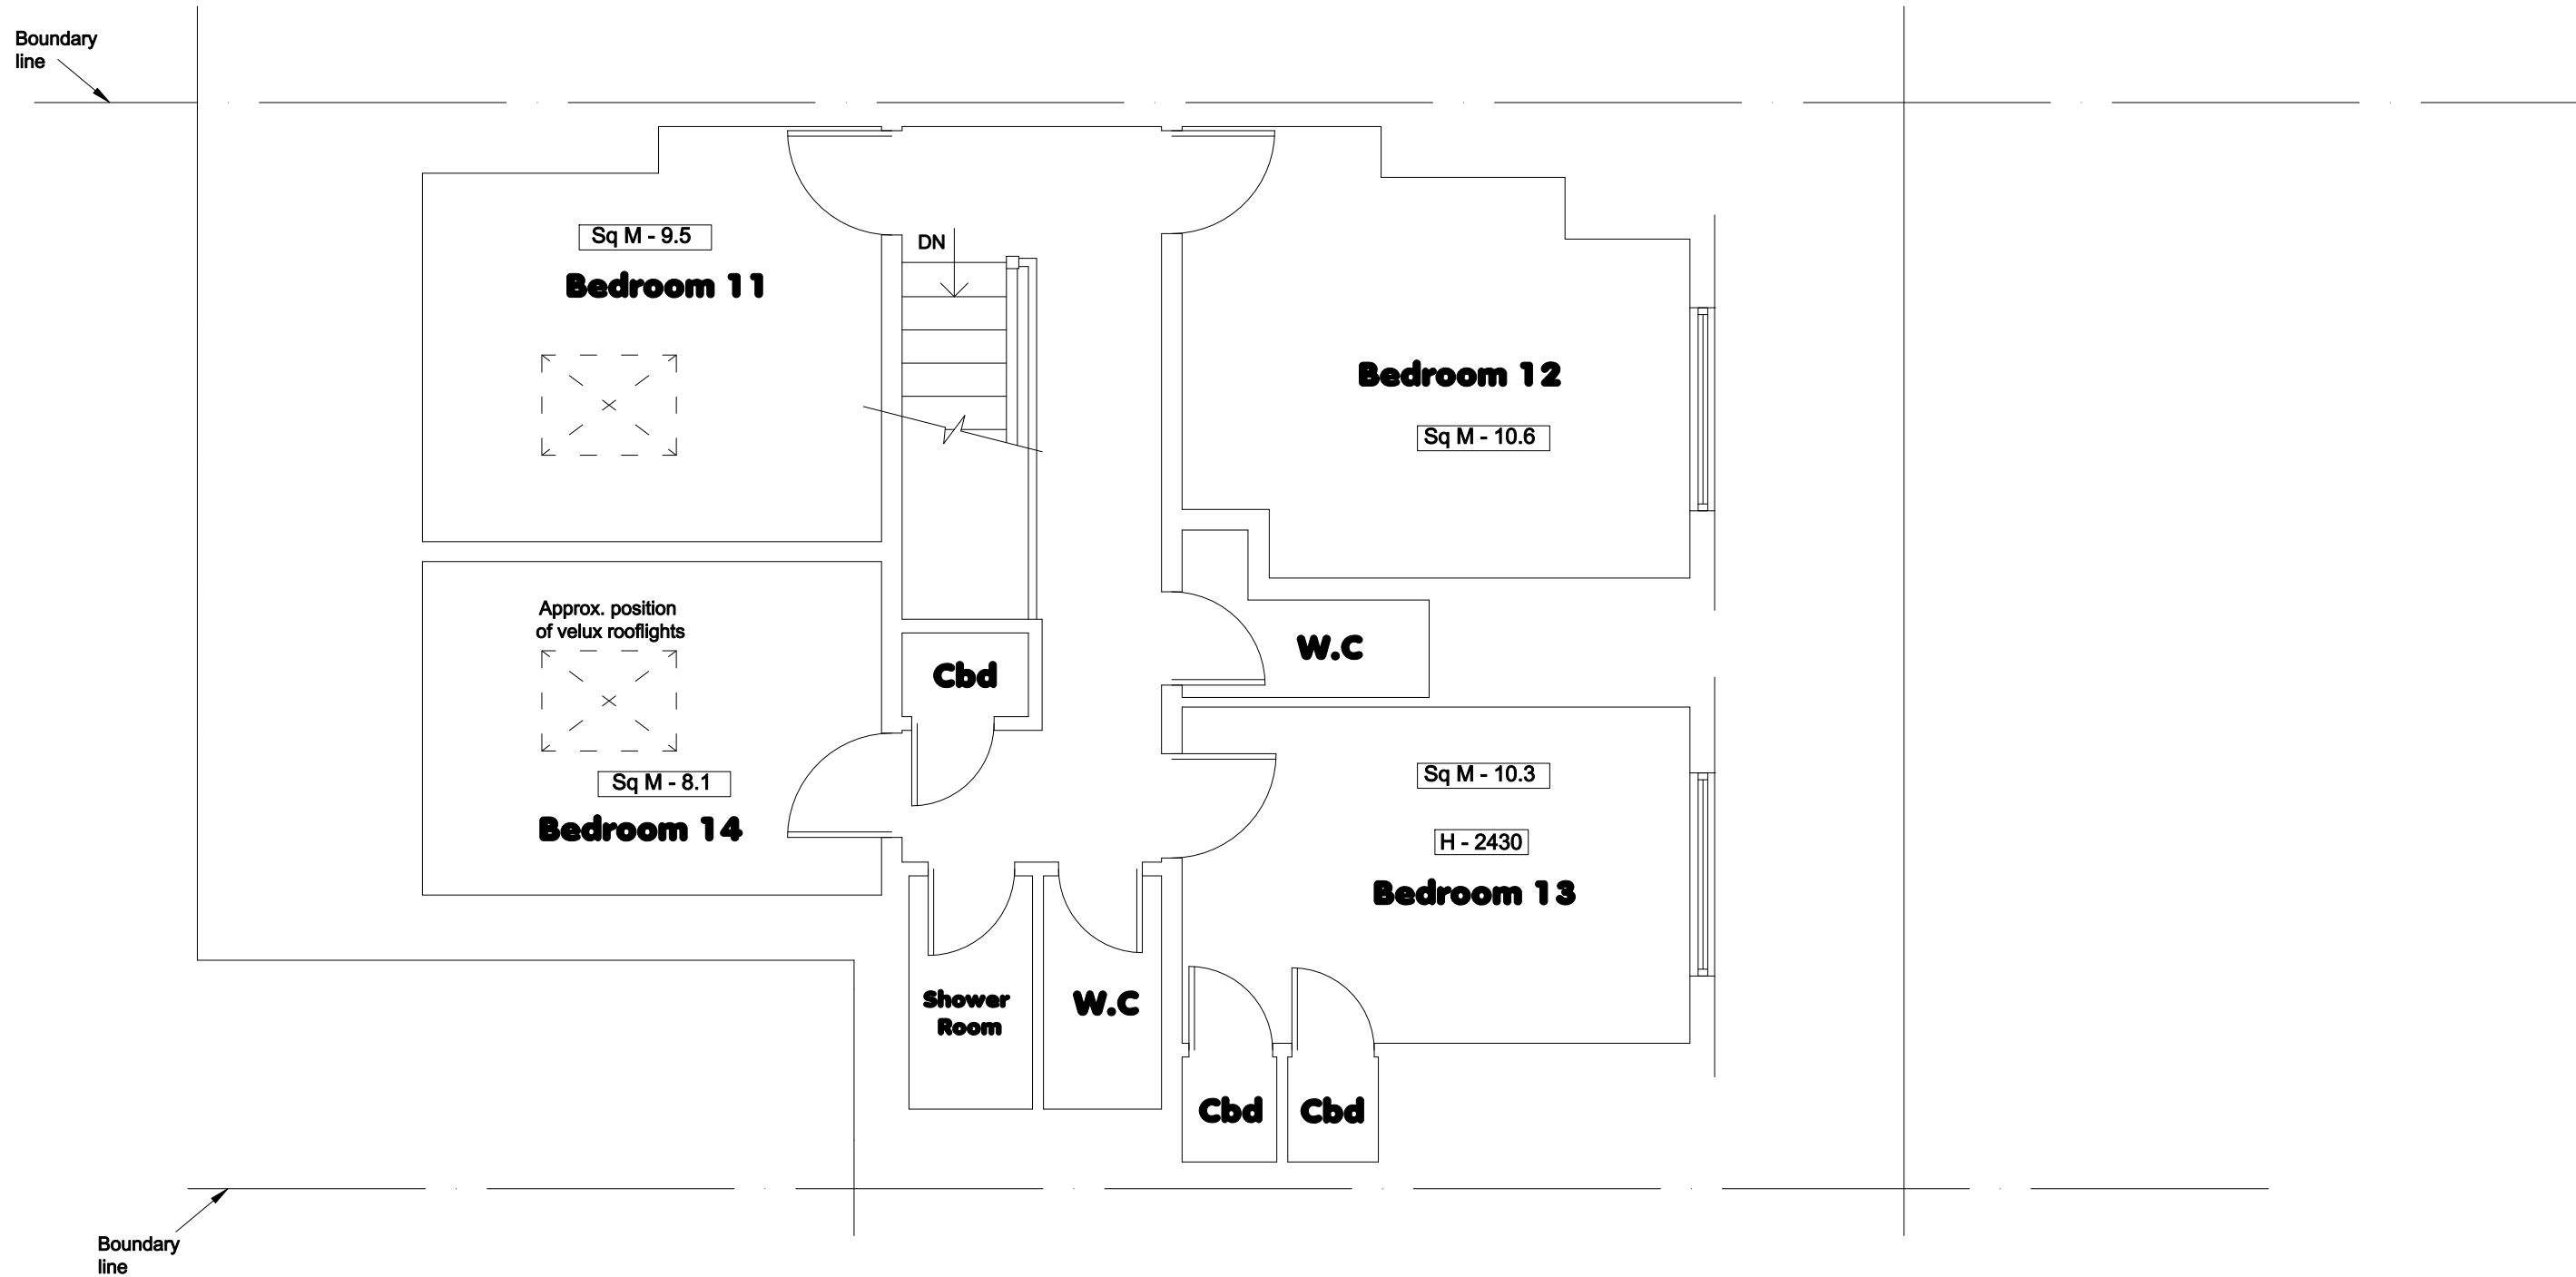 Boundary
line
Sq M - 9.5
Bedroom 11
DN
Bedroom 12
Sq M - 10.6
Approx. position
of velux rooflights
Cbd
W.C
Sq M - 8.1
Bedroom 14
Sq M - 10.3
H - 2430
Bedroom 13
Shower
Room
W.C
Cbd
Cbd
Boundary
line